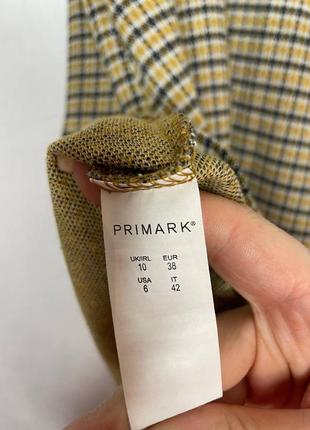 PRIMARK®
UK/IRL EUR
10 38
USA IT
6 42